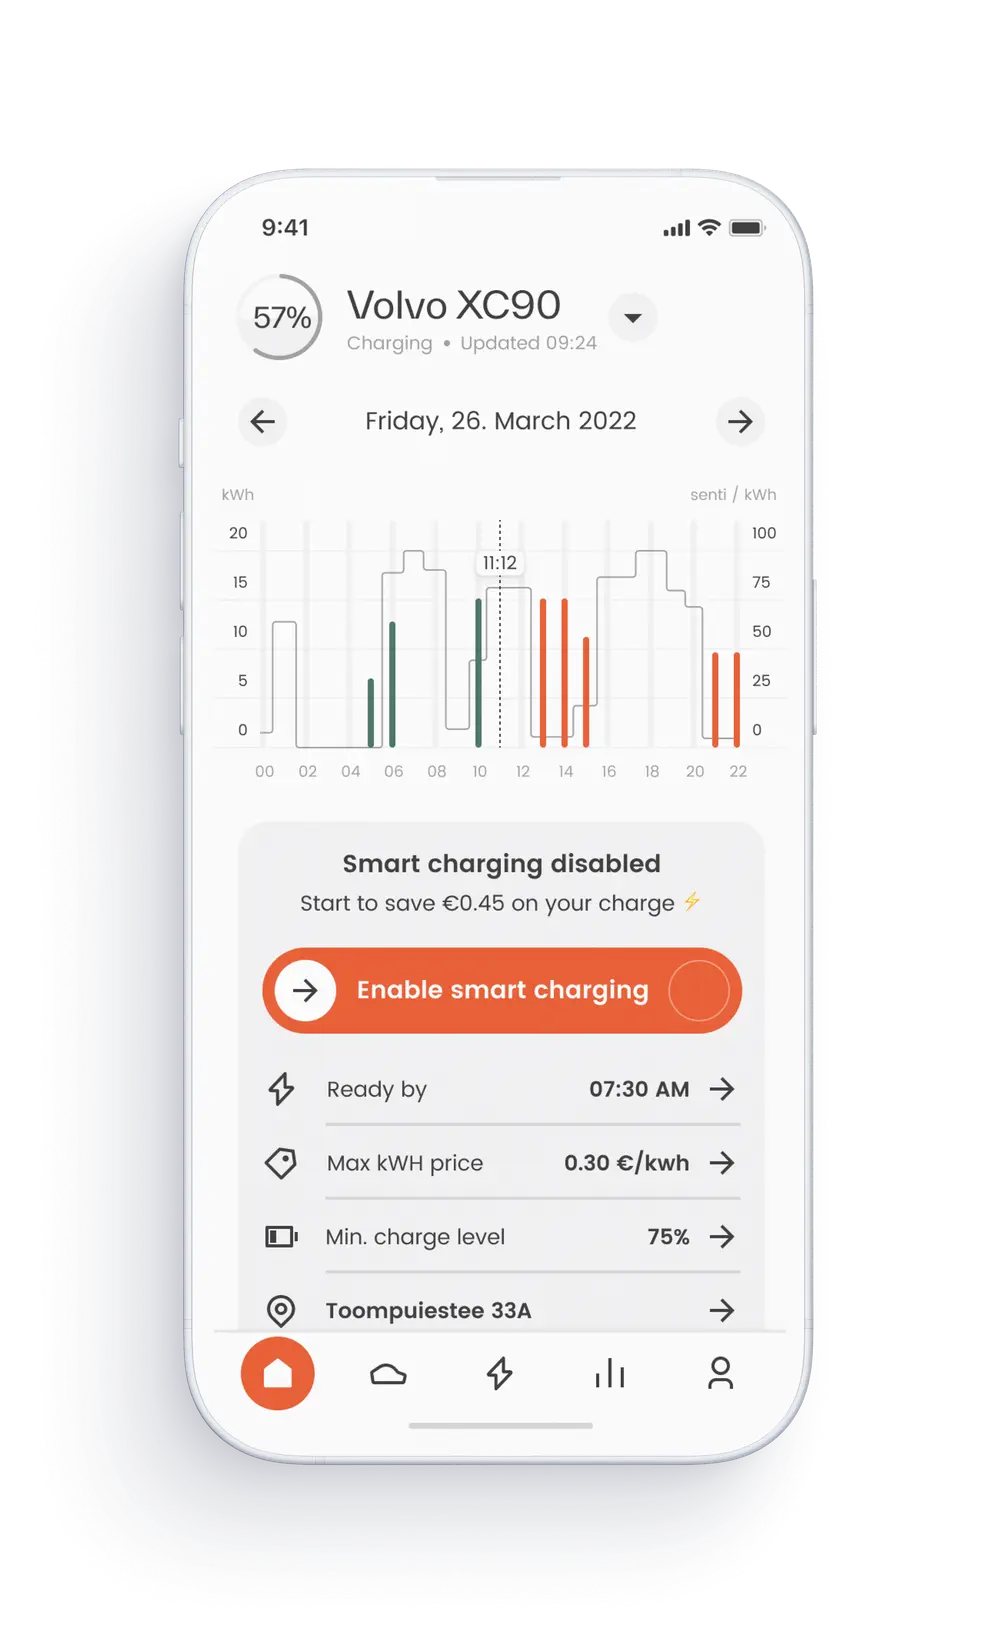 9:41
57%
Volvo XC90
Charging • Updated 09:24
Friday, 26. March 2022
kWh senti / kWh
20 100
11:12
15 75
10 50
5 25
0 0
00 02 04 06 08 10 12 14 16 18 20 22
Smart charging disabled
Start to save €0.45 on your charge ⚡
Enable smart charging
Ready by 07:30 AM
Max kWH price 0.30 €/kwh
Min. charge level 75%
Toompuiestee 33A